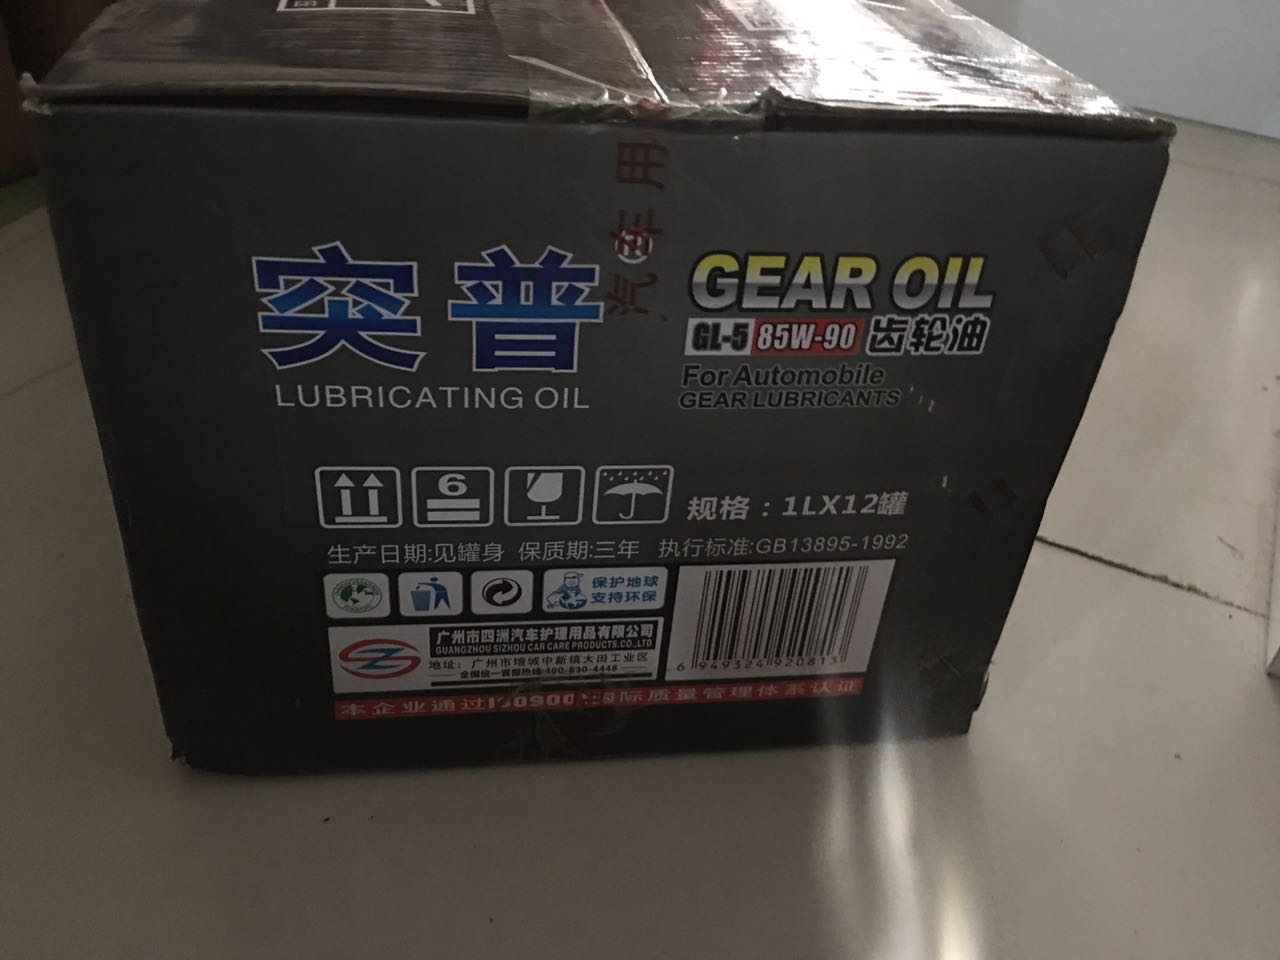 汽车用
突普
LUBRICATING OIL
GEAR OIL
GL-5 85W-90 齿轮油
For Automobile
GEAR LUBRICANTS
6
规格：1LX12罐
生产日期:见罐身 保质期:三年 执行标准:GB13895-1992
保护地球
支持环保
广州市四洲汽车护理用品有限公司
GUANGZHOU SIZHOU CAR CARE PRODUCTS.CO.,LTD
地址：广州市增城中新镇大田工业区
全国统一客服热线:400-830-4448
6 949324 920813
本企业通过ISO900 国际质量管理体系认证